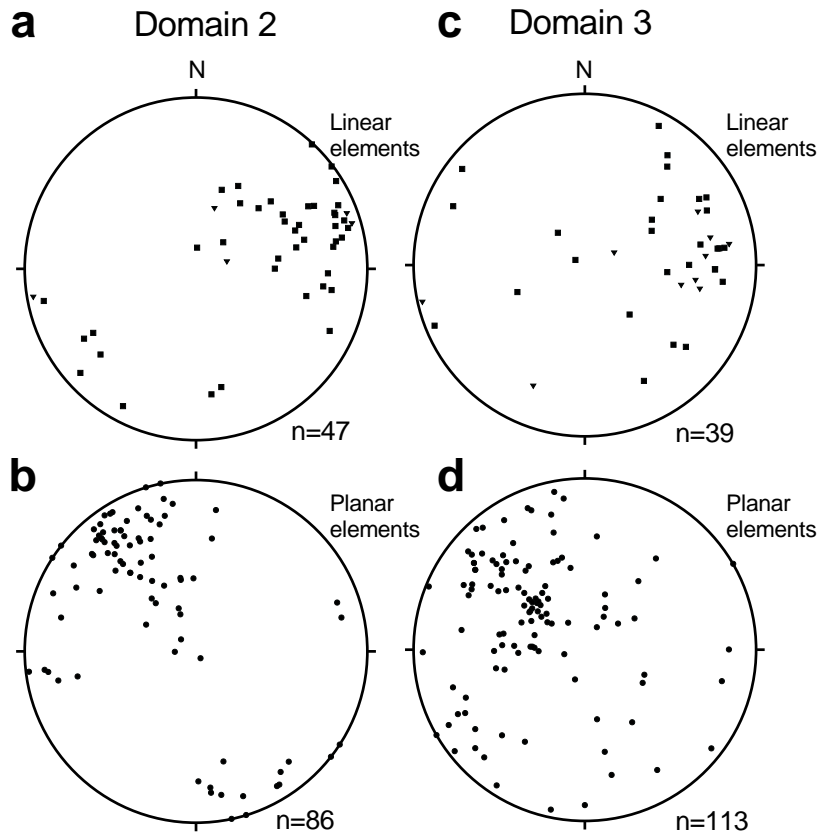 a Domain 2
N
Linear
elements
n=47
c Domain 3
N
Linear
elements
n=39
b
Planar
elements
n=86
d
Planar
elements
n=113